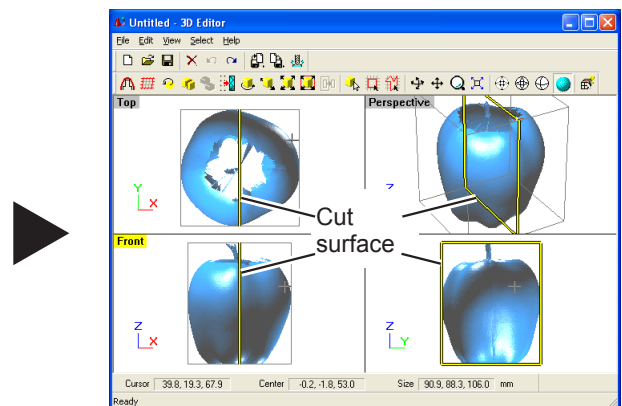 Untitled - 3D Editor
File Edit View Select Help
Top
Perspective
Y
X
Z
Cut
surface
Front
Z
X
Z
Y
Cursor 39.8, 19.3, 67.9 Center -0.2, -1.8, 53.0 Size 90.9, 88.3, 106.0 mm
Ready